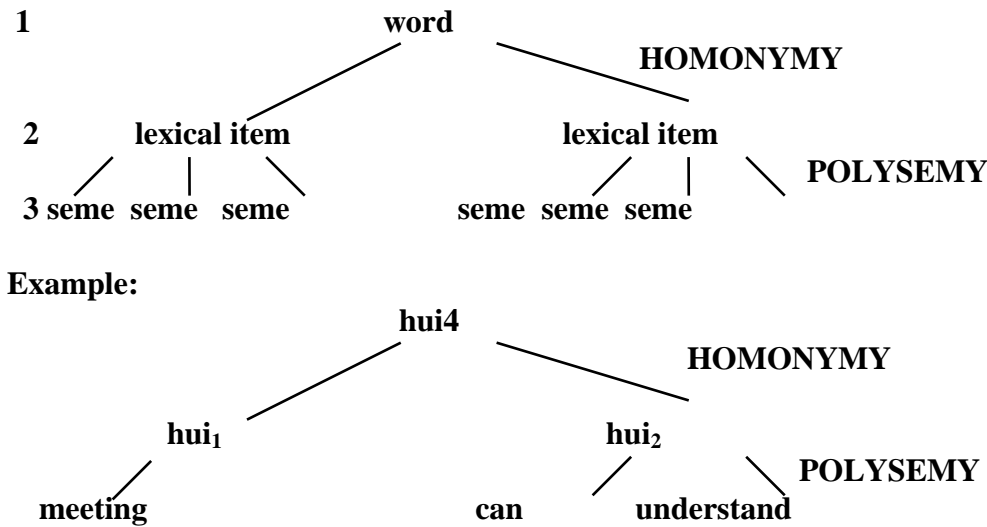 1 word
HOMONYMY
2 lexical item lexical item
POLYSEMY
3 seme seme seme seme seme seme
Example:
hui4
HOMONYMY
hui₁ hui₂
POLYSEMY
meeting can understand